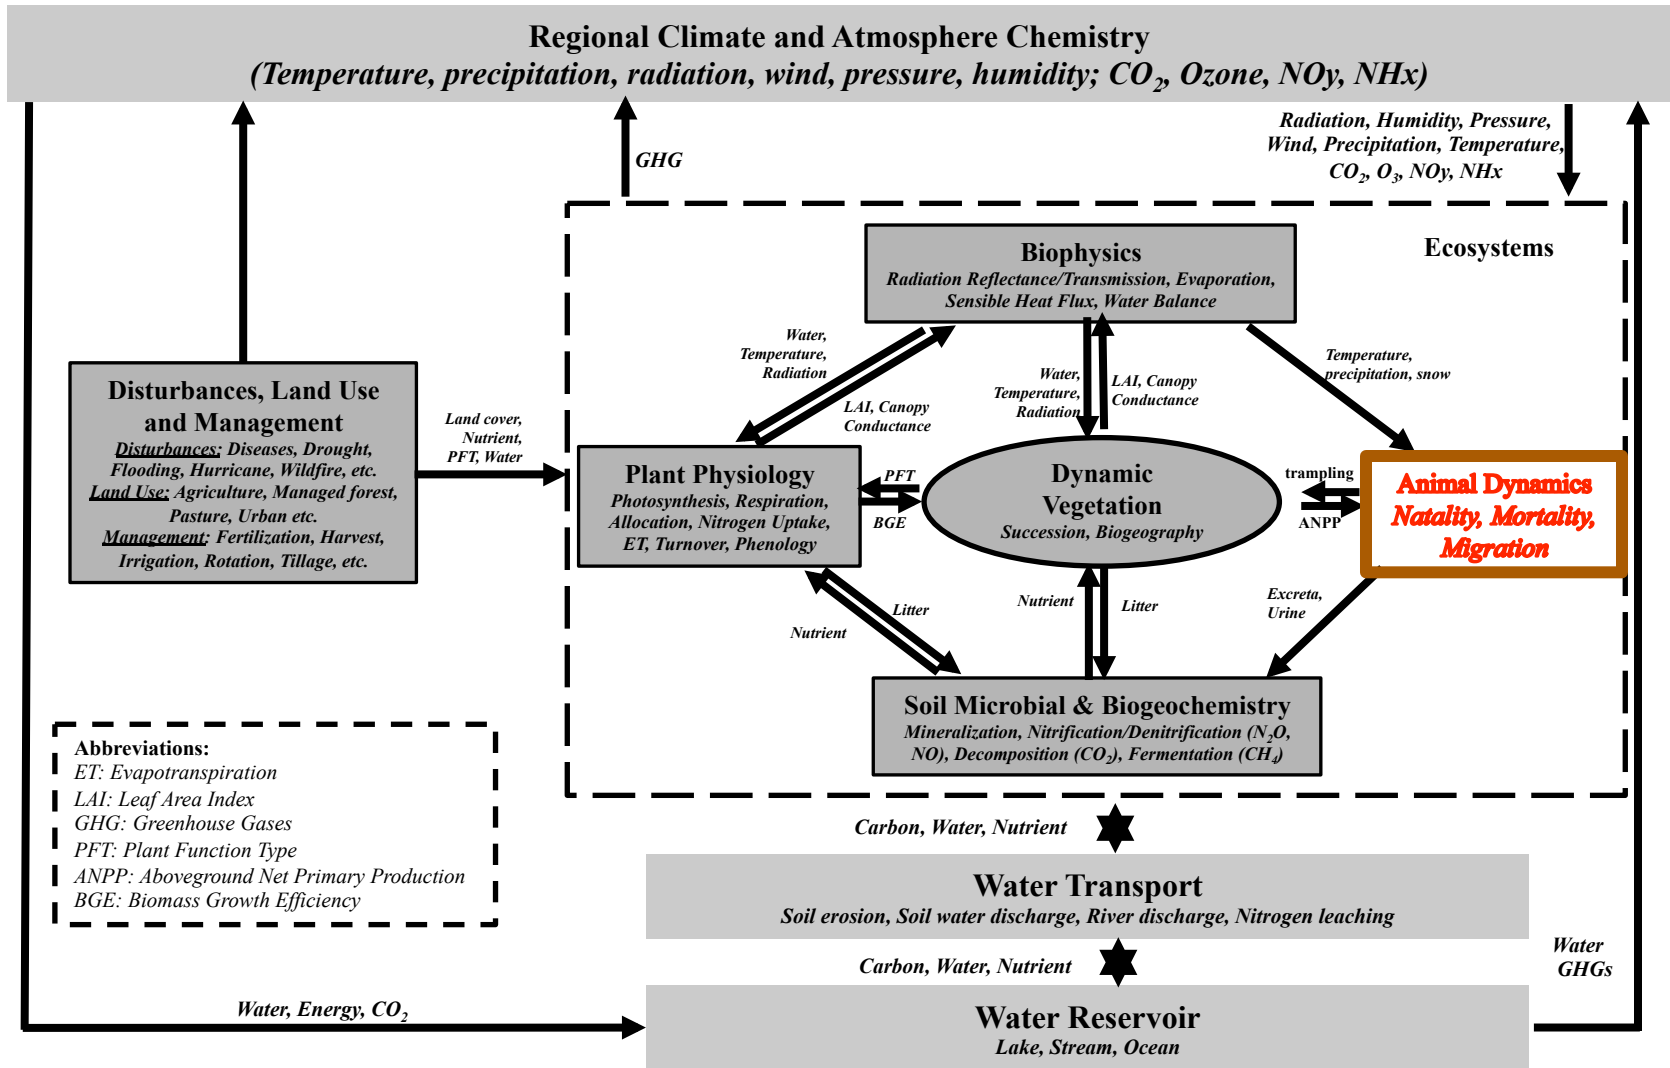 Regional Climate and Atmosphere Chemistry
(Temperature, precipitation, radiation, wind, pressure, humidity; CO₂, Ozone, NOy, NHx)
GHG
Radiation, Humidity, Pressure,
Wind, Precipitation, Temperature,
CO₂, O₃, NOy, NHx
Ecosystems
Biophysics
Radiation Reflectance/Transmission, Evaporation,
Sensible Heat Flux, Water Balance
Water,
Temperature,
Radiation
LAI, Canopy
Conductance
Water,
Temperature,
Radiation
LAI, Canopy
Conductance
Temperature,
precipitation, snow
Disturbances, Land Use
and Management
Disturbances: Diseases, Drought,
Flooding, Hurricane, Wildfire, etc.
Land Use: Agriculture, Managed forest,
Pasture, Urban etc.
Management: Fertilization, Harvest,
Irrigation, Rotation, Tillage, etc.
Land cover,
Nutrient,
PFT, Water
Plant Physiology
Photosynthesis, Respiration,
Allocation, Nitrogen Uptake,
ET, Turnover, Phenology
PFT
BGE
Dynamic
Vegetation
Succession, Biogeography
trampling
ANPP
Animal Dynamics
Natality, Mortality,
Migration
Nutrient
Litter
Nutrient
Litter
Excreta,
Urine
Soil Microbial & Biogeochemistry
Mineralization, Nitrification/Denitrification (N₂O,
NO), Decomposition (CO₂), Fermentation (CH₄)
Abbreviations:
ET: Evapotranspiration
LAI: Leaf Area Index
GHG: Greenhouse Gases
PFT: Plant Function Type
ANPP: Aboveground Net Primary Production
BGE: Biomass Growth Efficiency
Carbon, Water, Nutrient
Water Transport
Soil erosion, Soil water discharge, River discharge, Nitrogen leaching
Carbon, Water, Nutrient
Water
GHGs
Water, Energy, CO₂
Water Reservoir
Lake, Stream, Ocean